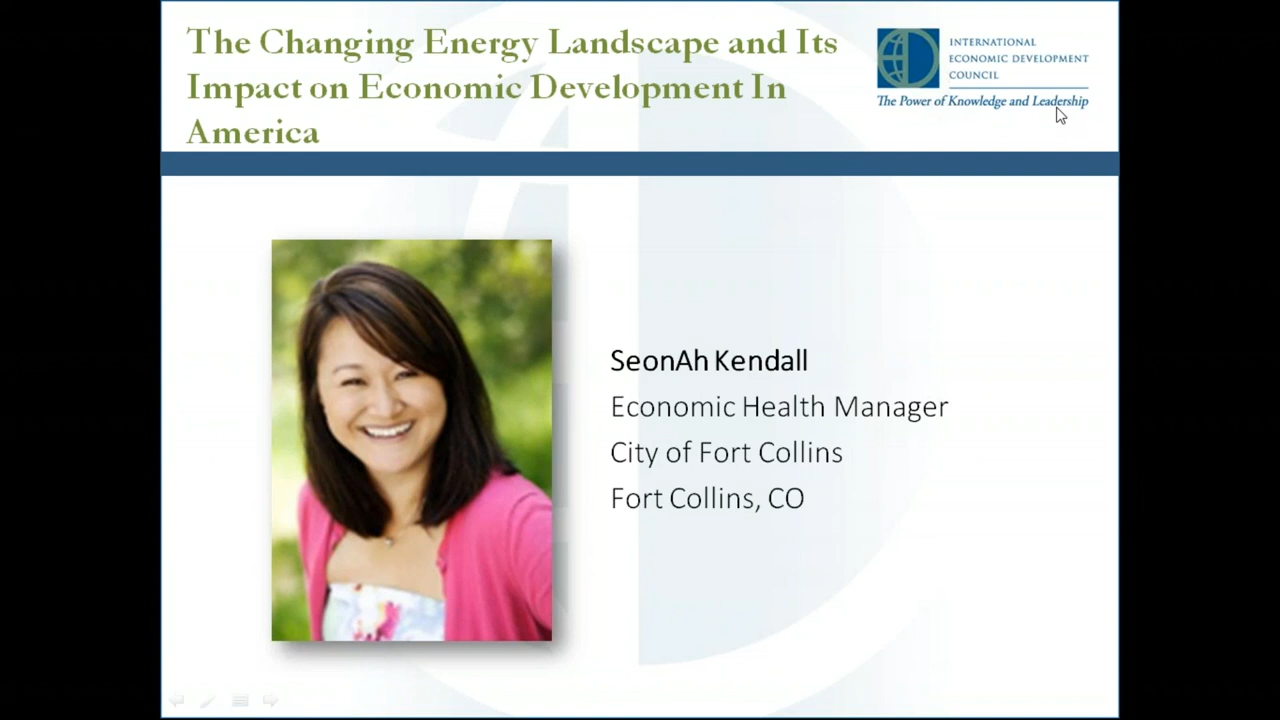 The Changing Energy Landscape and Its
Impact on Economic Development In
America
INTERNATIONAL
ECONOMIC DEVELOPMENT
COUNCIL
The Power of Knowledge and Leadership
SeonAh Kendall
Economic Health Manager
City of Fort Collins
Fort Collins, CO